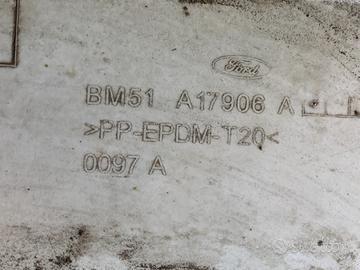 Ford
BM51 A17906 A
>PP-EPDM-T20<
0097 A